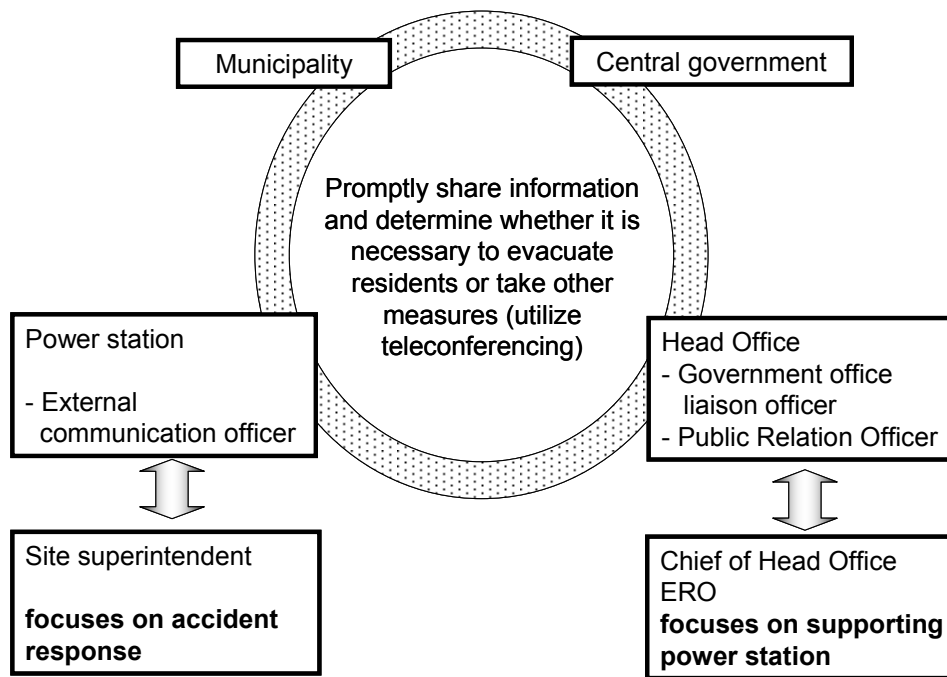 Municipality
Central government
Promptly share information
and determine whether it is
necessary to evacuate
residents or take other
measures (utilize
teleconferencing)
Power station
- External
communication officer
Head Office
- Government office
liaison officer
- Public Relation Officer
Site superintendent
focuses on accident
response
Chief of Head Office
ERO
focuses on supporting
power station